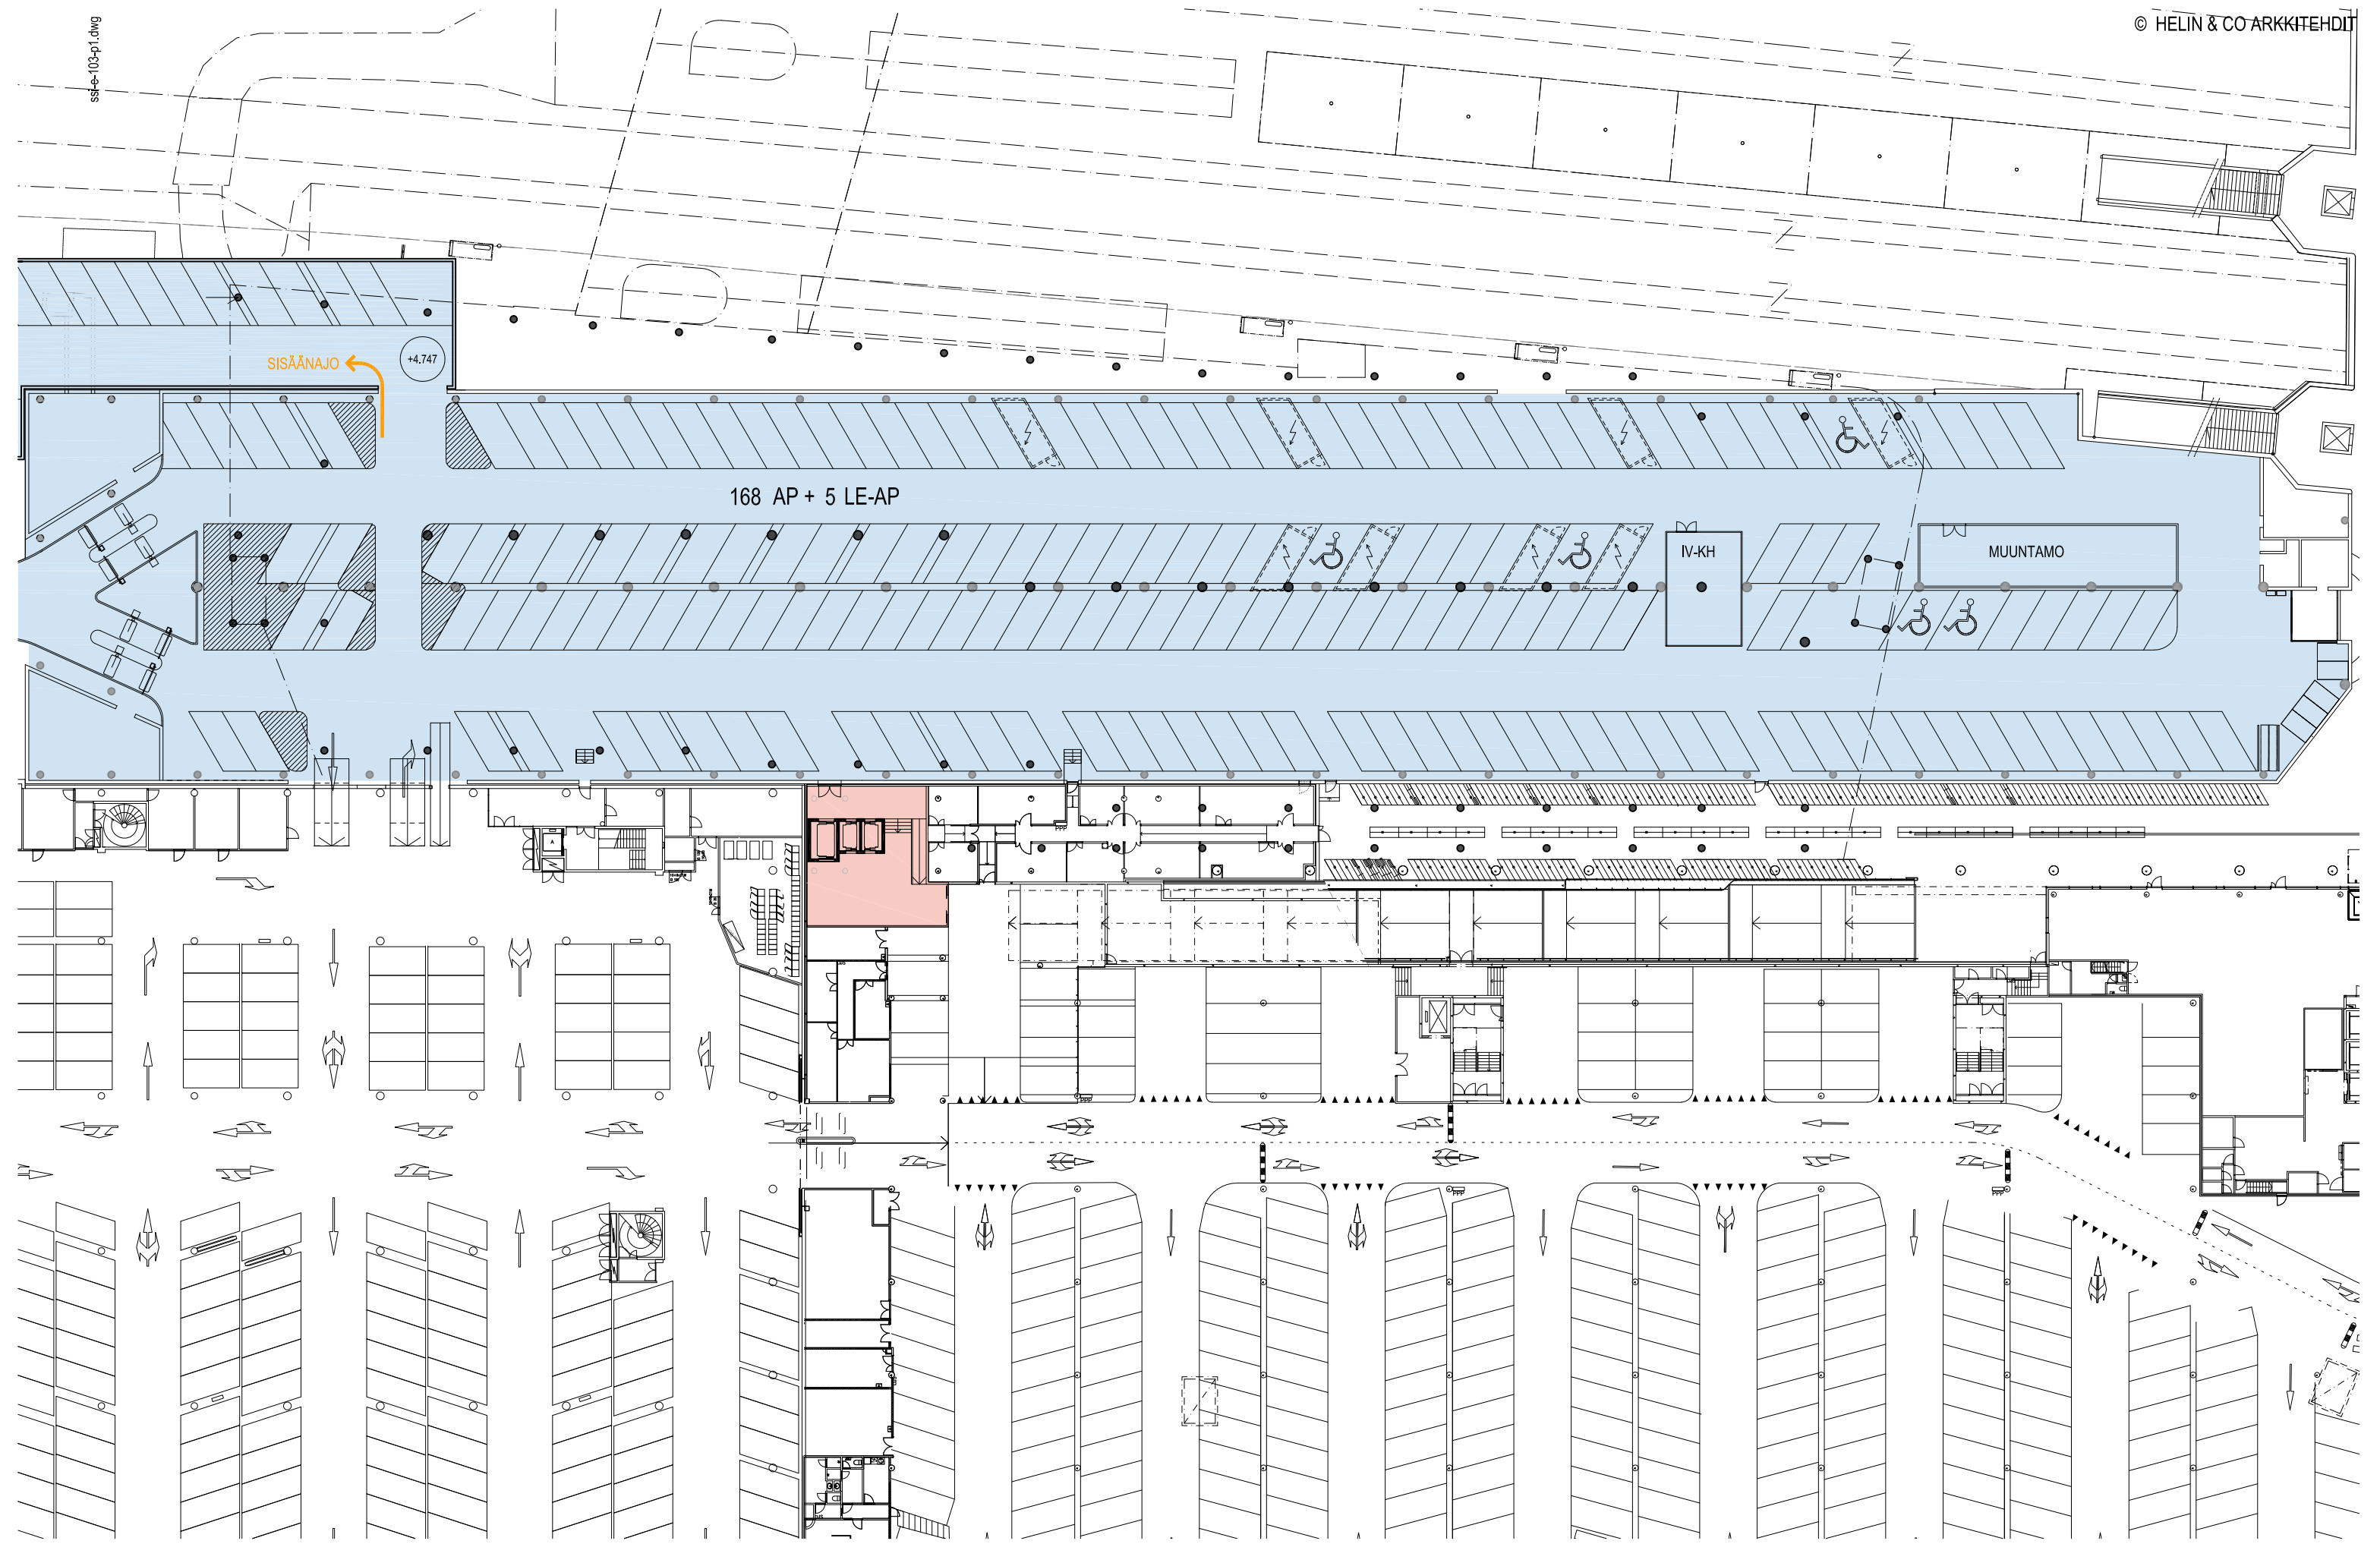 © HELIN & CO ARKKITEHDIT
ssi-e-103-p1.dwg
SISÄÄNAJO
+4.747
168 AP + 5 LE-AP
IV-KH
MUUNTAMO
A